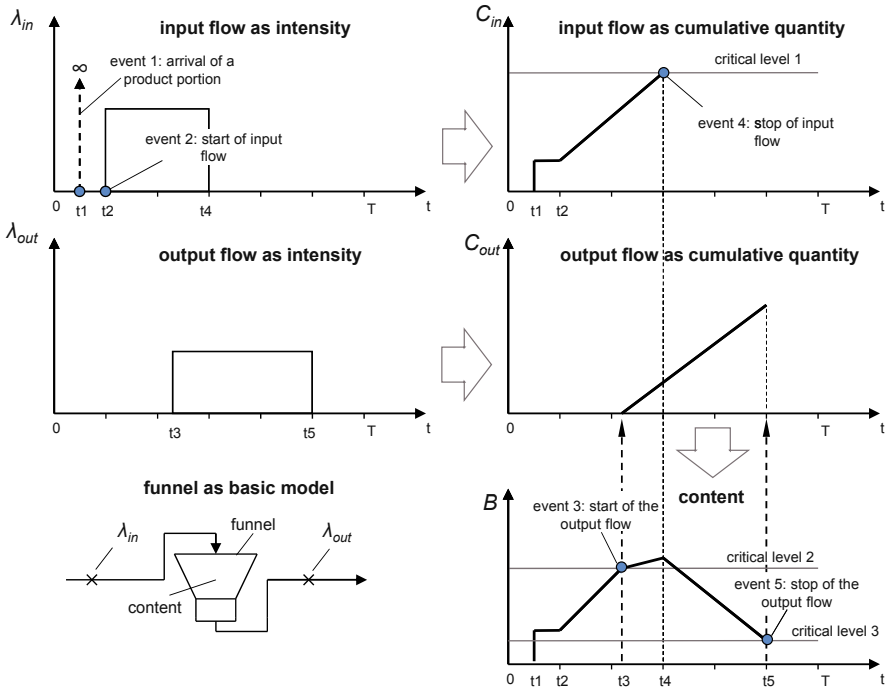 λin
input flow as intensity
∞
event 1: arrival of a
product portion
event 2: start of input
flow
0 t1 t2 t4 T t
Cin
input flow as cumulative quantity
critical level 1
event 4: stop of input
flow
0 t1 t2 T t
λout
output flow as intensity
0 t3 t5 T t
Cout
output flow as cumulative quantity
0 T t
funnel as basic model
λin
funnel
λout
content
content
B
event 3: start of the
output flow
critical level 2
event 5: stop of the
output flow
critical level 3
0 t1 t2 t3 t4 t5 T t